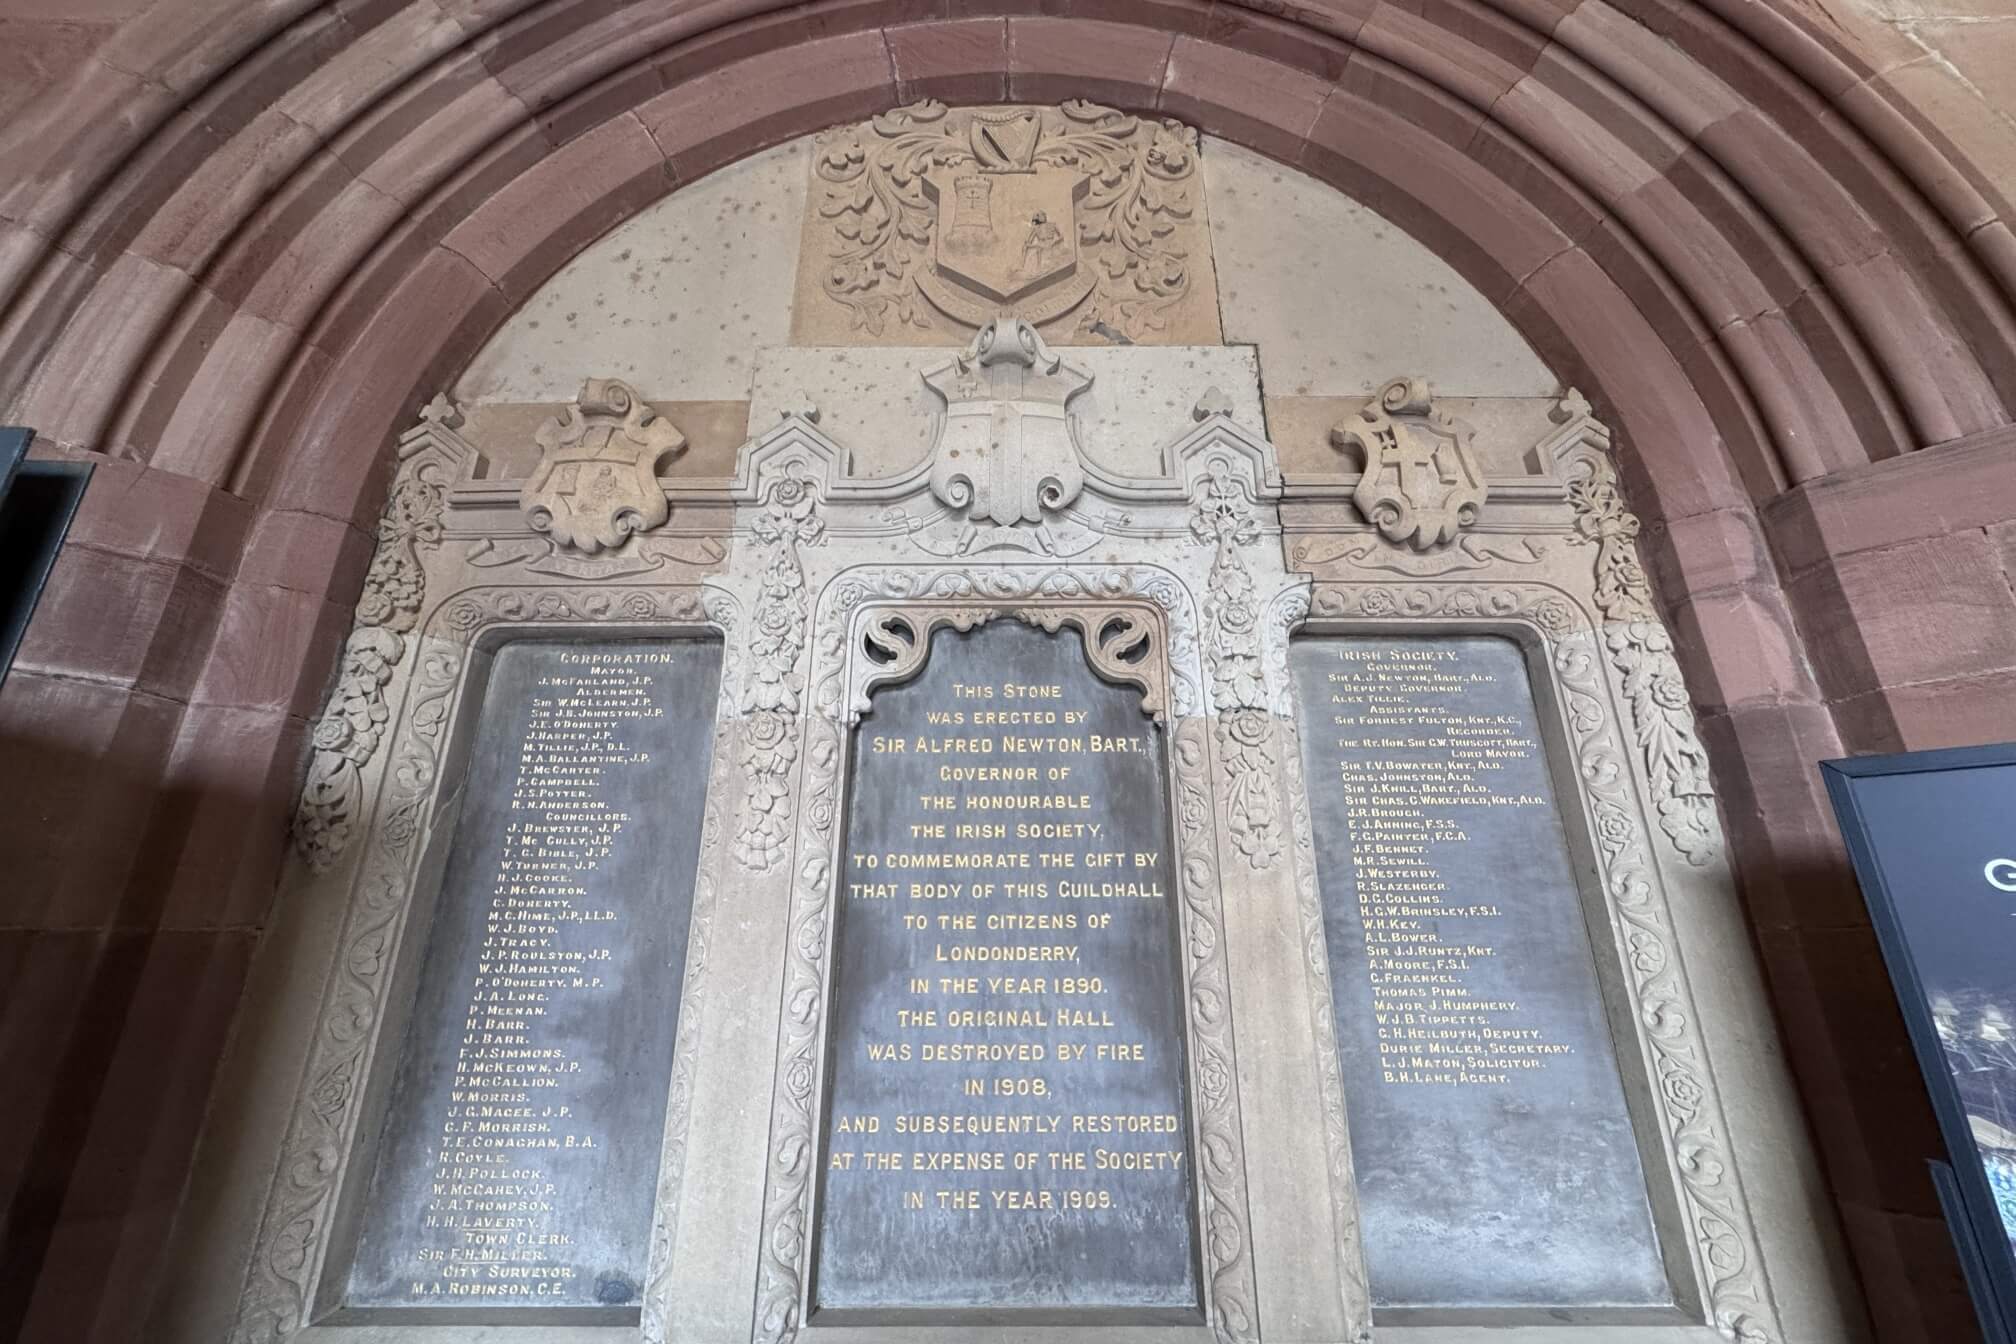 VERITAS
CORPORATION.
MAYOR.
J. MCFARLAND, J.P.
ALDERMEN.
SIR W. MCLEARN, J.P.
SIR J.B. JOHNSTON, J.P.
J.E. O'DOHERTY.
J. HARPER, J.P.
M. TILLIE, J.P., D.L.
M.A. BALLANTINE, J.P.
T. MCCARTER.
P. CAMPBELL.
J.S. POTTER.
R.N. ANDERSON.
COUNCILLORS.
J. BREWSTER, J.P.
T. MC CULLY, J.P.
T. G. BIBLE, J.P.
W. TURNER, J.P.
H.J. COOKE.
J. MCCARRON.
C. DOHERTY.
M.C. HIME, J.P., LL.D.
W.J. BOYD.
J. TRACY.
J.P. ROULSTON, J.P.
W.J. HAMILTON.
P. O'DOHERTY. M.P.
J.A. LONG.
P. MEENAN.
H. BARR.
J. BARR.
F.J. SIMMONS.
H. MCKEOWN, J.P.
P. MCCALLION.
W. MORRIS.
J.G. MAGEE. J.P.
C.F. MORRISH.
T.E. CONAGHAN, B.A.
R. COYLE.
J.H. POLLOCK.
W. MCCAHEY, J.P.
J.A. THOMPSON.
H.H. LAVERTY.
TOWN CLERK.
SIR F.H. MILLER.
CITY SURVEYOR.
M.A. ROBINSON, C.E.
THIS STONE
WAS ERECTED BY
SIR ALFRED NEWTON, BART.,
GOVERNOR OF
THE HONOURABLE
THE IRISH SOCIETY,
TO COMMEMORATE THE GIFT BY
THAT BODY OF THIS GUILDHALL
TO THE CITIZENS OF
LONDONDERRY,
IN THE YEAR 1890.
THE ORIGINAL HALL
WAS DESTROYED BY FIRE
IN 1908,
AND SUBSEQUENTLY RESTORED
AT THE EXPENSE OF THE SOCIETY
IN THE YEAR 1909.
IRISH SOCIETY.
GOVERNOR.
SIR A.J. NEWTON, BART., ALD.
DEPUTY GOVERNOR.
ALEX TILLIE.
ASSISTANTS.
SIR FORREST FULTON, KNT., K.C.,
RECORDER.
THE RT. HON. SIR G.W. TRUSCOTT, BART.,
LORD MAYOR.
SIR T.V. BOWATER, KNT., ALD.
CHAS. JOHNSTON, ALD.
SIR J. KNILL, BART., ALD.
SIR CHAS. C. WAKEFIELD, KNT., ALD.
J.R. BROUGH.
E.J. ANNING, F.S.S.
F.G. PAINTER, F.C.A.
J.F. BENNET.
M.R. SEWILL.
J. WESTERBY.
R. SLAZENGER.
D.G. COLLINS.
H.G.W. BRINSLEY, F.S.I.
W.H. KEY.
A.L. BOWER.
SIR J.J. RUNTZ, KNT.
A. MOORE, F.S.I.
C. FRAENKEL.
THOMAS PIMM.
MAJOR J. HUMPHERY.
W.J.B. TIPPETTS.
C.H. HEILBUTH, DEPUTY.
DURIE MILLER, SECRETARY.
L.J. MATON, SOLICITOR.
B.H. LANE, AGENT.
G